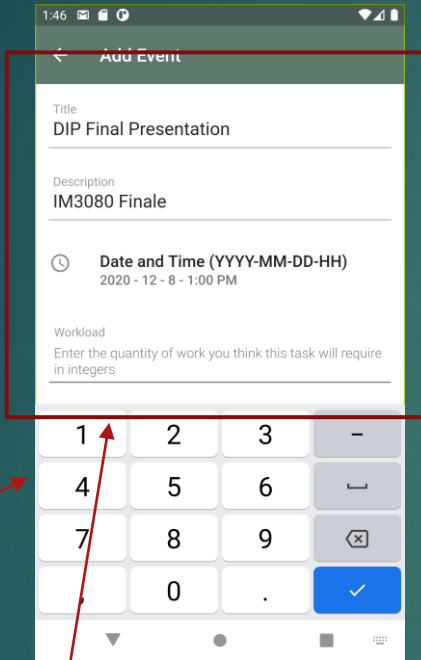 1:46
Add Event
Title
DIP Final Presentation
Description
IM3080 Finale
Date and Time (YYYY-MM-DD-HH)
2020 - 12 - 8 - 1:00 PM
Workload
Enter the quantity of work you think this task will require
in integers
1 2 3 -
4 5 6
7 8 9
, 0 .